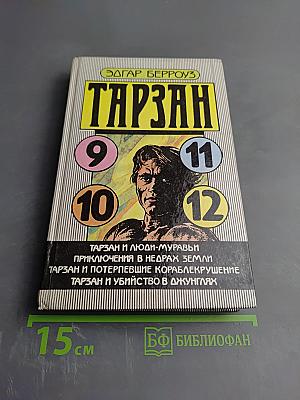 ЭДГАР БЕРРОУЗ
ТАРЗАН
9 11
10 12
ТАРЗАН И ЛЮДИ-МУРАВЬИ
ПРИКЛЮЧЕНИЯ В НЕДРАХ ЗЕМЛИ
ТАРЗАН И ПОТЕРПЕВШИЕ КОРАБЛЕКРУШЕНИЕ
ТАРЗАН И УБИЙСТВО В ДЖУНГЛЯХ
15 см
БФ БИБЛИОФАН